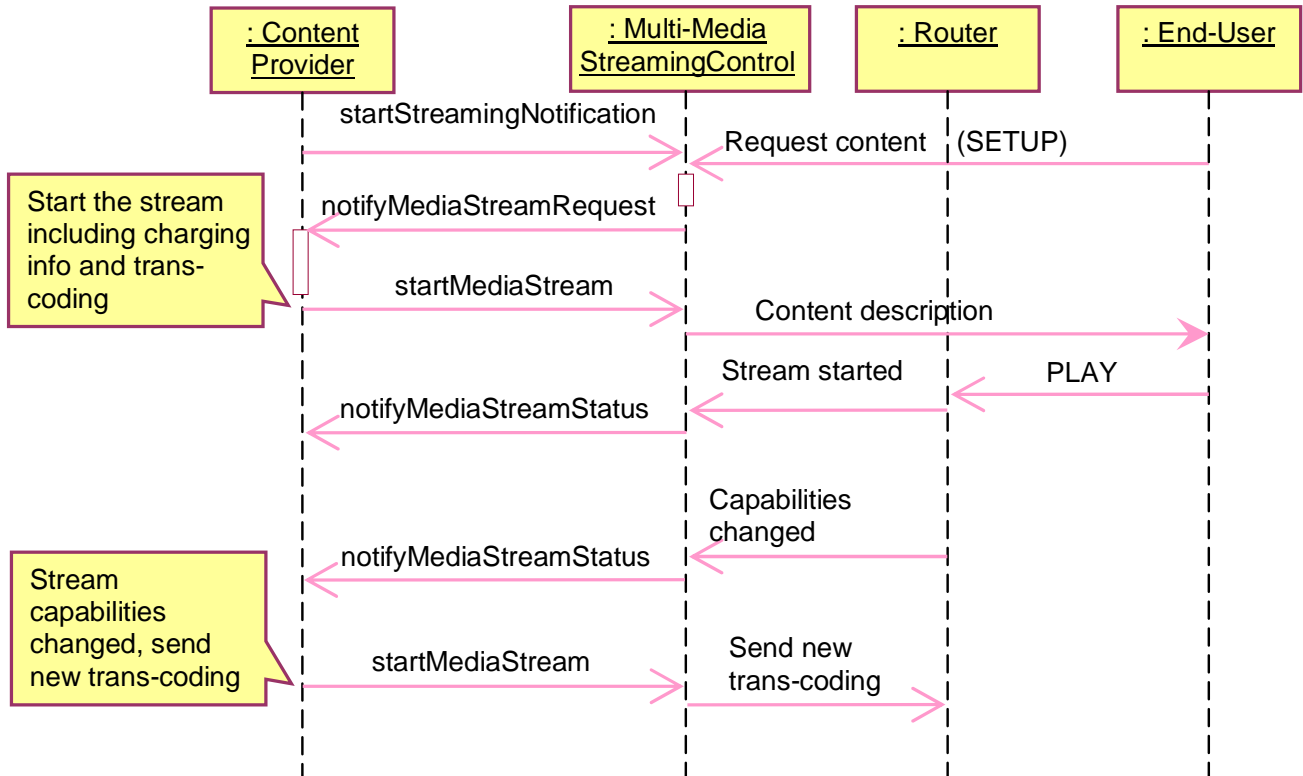 : Content
Provider
: Multi-Media
StreamingControl
: Router
: End-User
startStreamingNotification
Request content (SETUP)
Start the stream
including charging
info and trans-
coding
notifyMediaStreamRequest
startMediaStream
Content description
Stream started
PLAY
notifyMediaStreamStatus
Capabilities
changed
notifyMediaStreamStatus
Stream
capabilities
changed, send
new trans-coding
startMediaStream
Send new
trans-coding